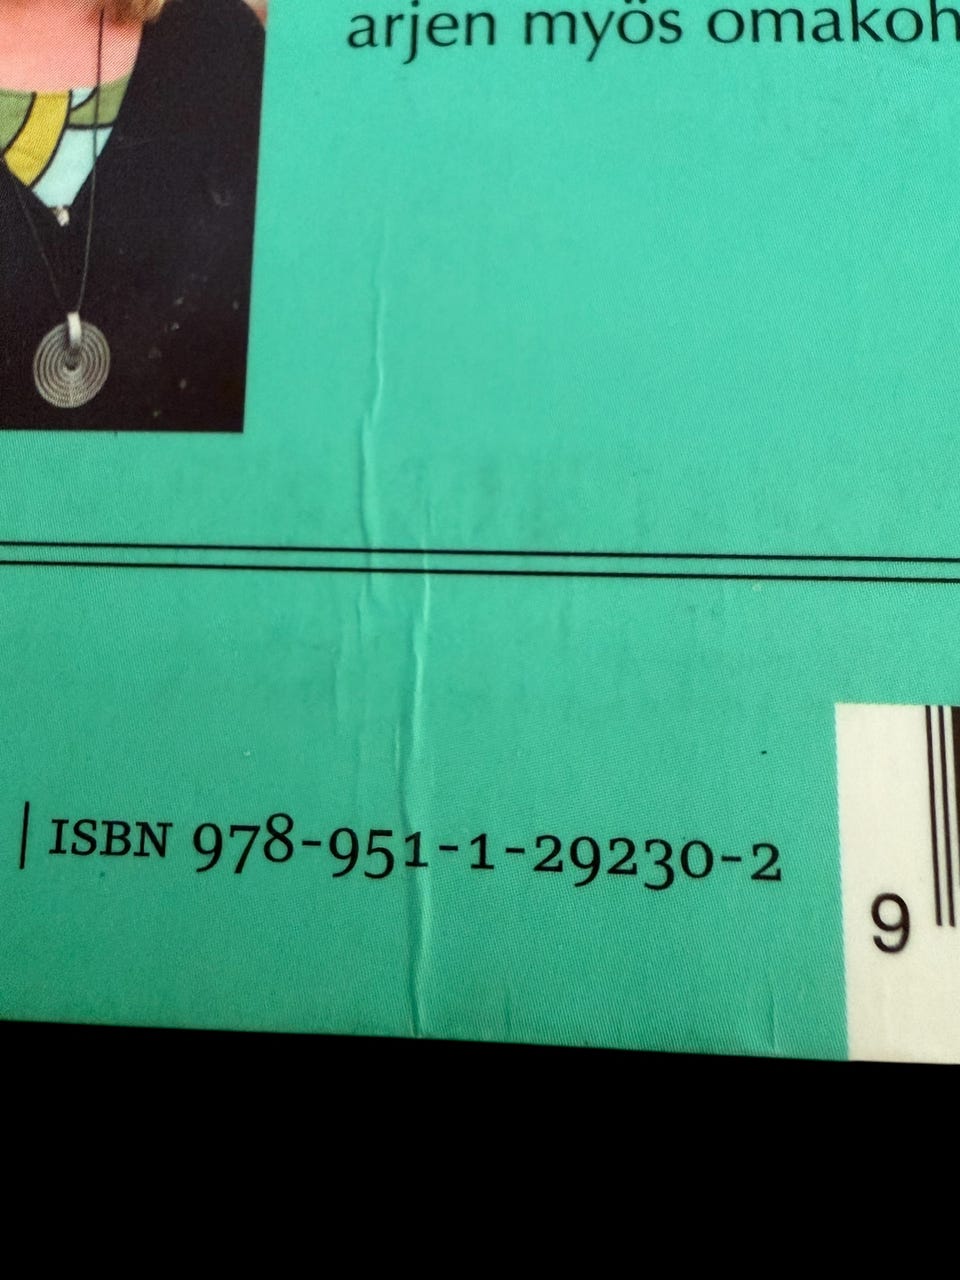 arjen myös omakoh
ISBN 978-951-1-29230-2
9